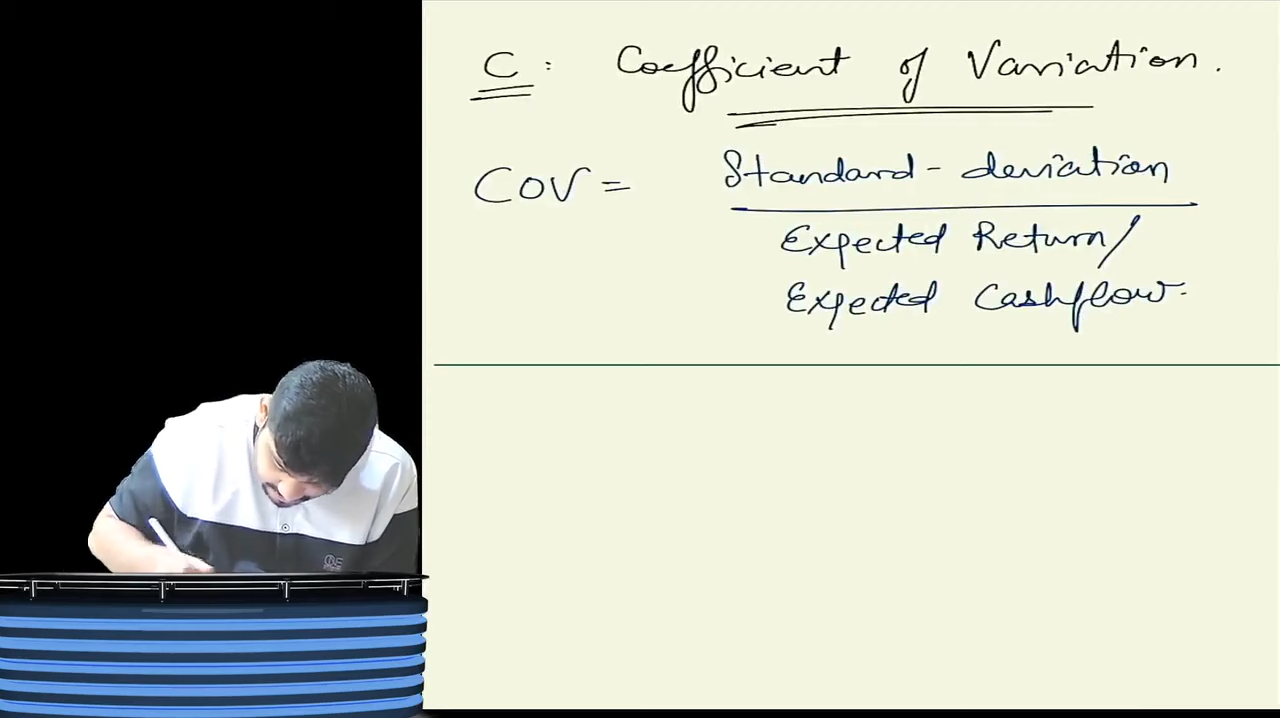 C : Coefficient of Variation.
COV = Standard-deviation
Expected Return/
Expected Cashflow.